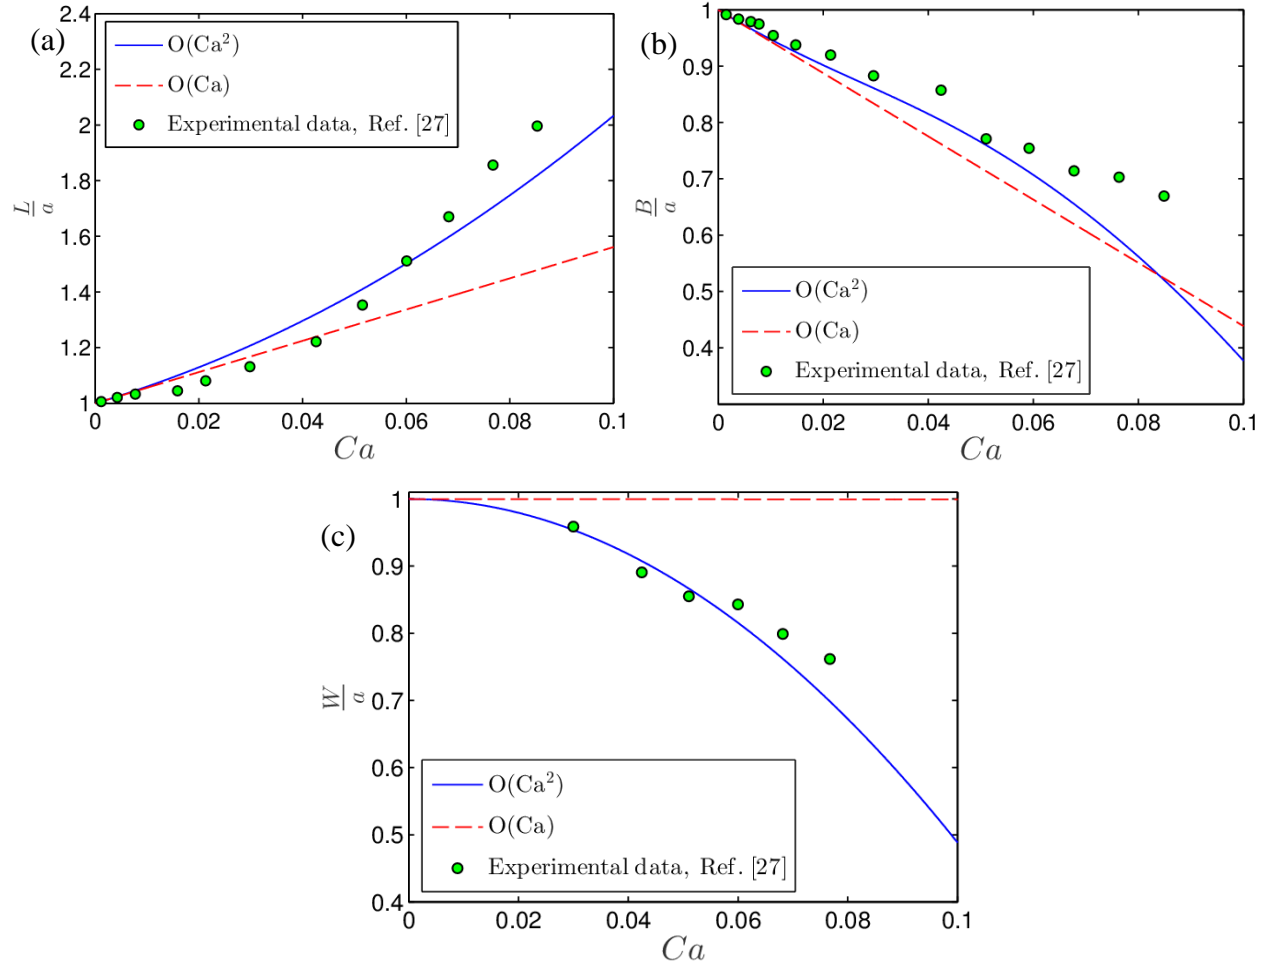 (a)
2.4
2.2
2
1.8
1.6
1.4
1.2
1
L/a
O(Ca²)
O(Ca)
Experimental data, Ref. [27]
0 0.02 0.04 0.06 0.08 0.1
Ca
(b)
1
0.9
0.8
0.7
0.6
0.5
0.4
B/a
O(Ca²)
O(Ca)
Experimental data, Ref. [27]
0 0.02 0.04 0.06 0.08 0.1
Ca
(c)
1
0.9
0.8
0.7
0.6
0.5
0.4
W/a
O(Ca²)
O(Ca)
Experimental data, Ref. [27]
0 0.02 0.04 0.06 0.08 0.1
Ca